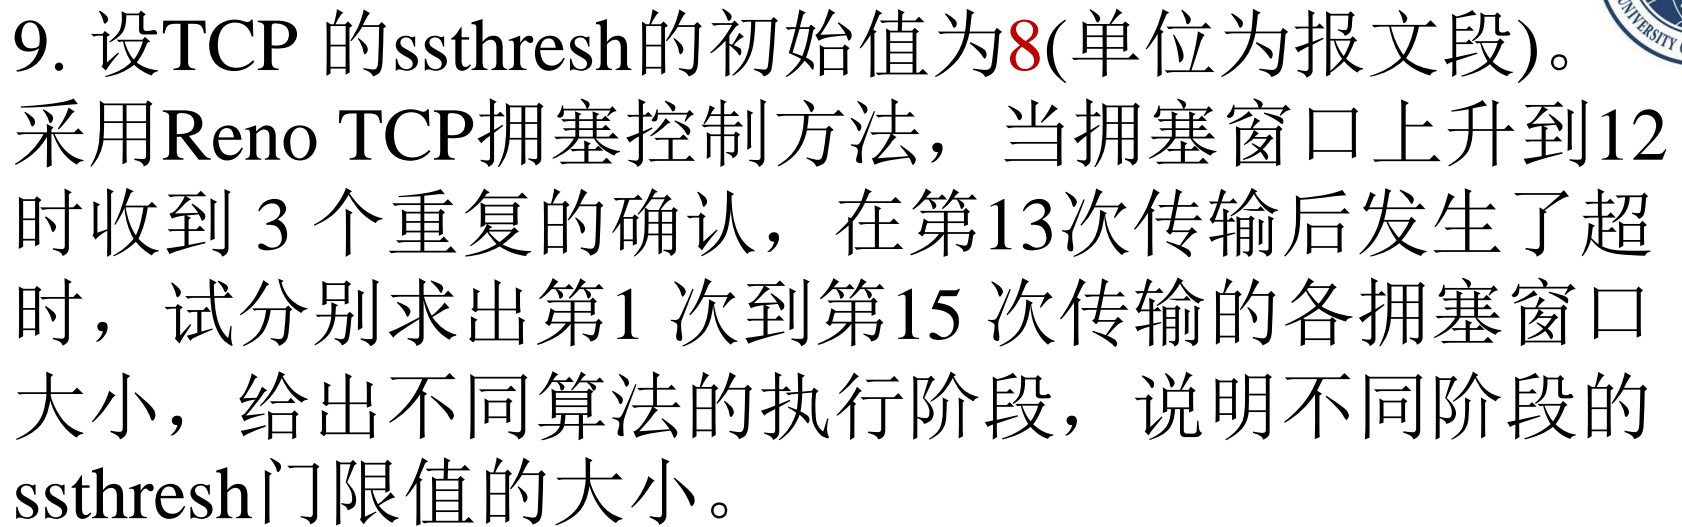 9. 设TCP 的ssthresh的初始值为8(单位为报文段)。
采用Reno TCP拥塞控制方法，当拥塞窗口上升到12
时收到 3 个重复的确认，在第13次传输后发生了超
时，试分别求出第1 次到第15 次传输的各拥塞窗口
大小，给出不同算法的执行阶段，说明不同阶段的
ssthresh门限值的大小。